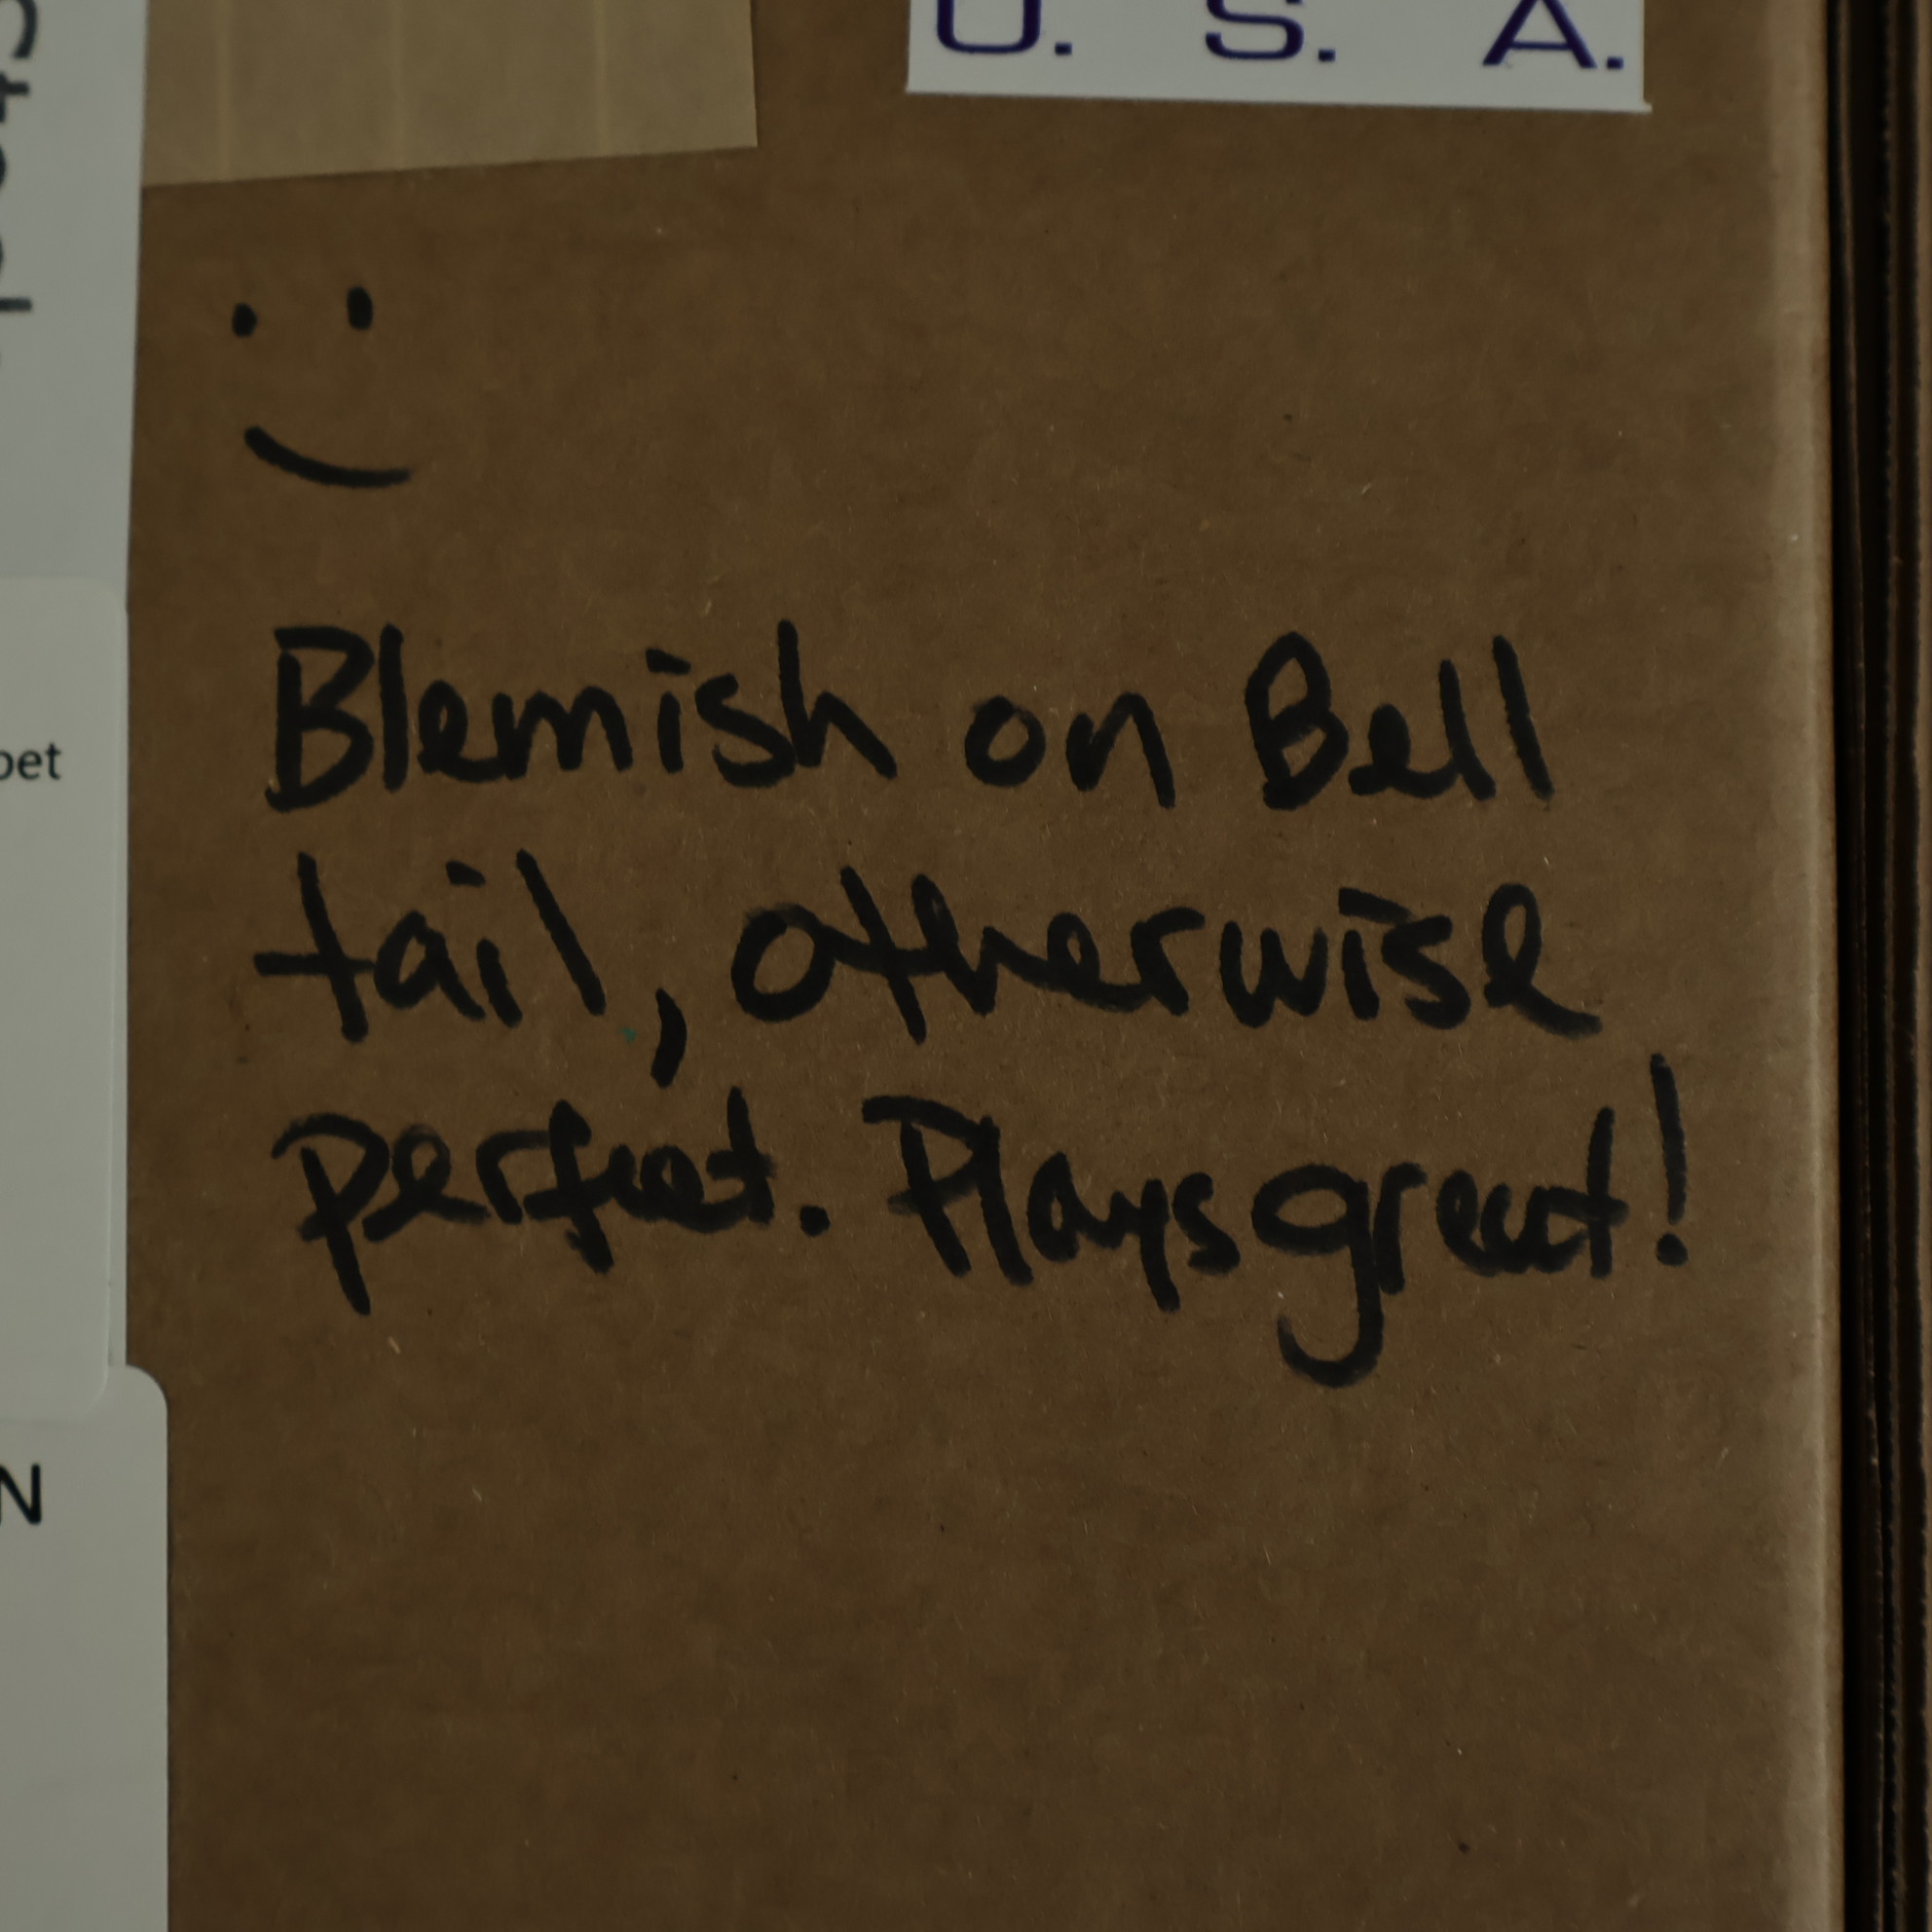 U. S. A.
Blemish on Bell
tail, otherwise
perfect. Plays great!
N